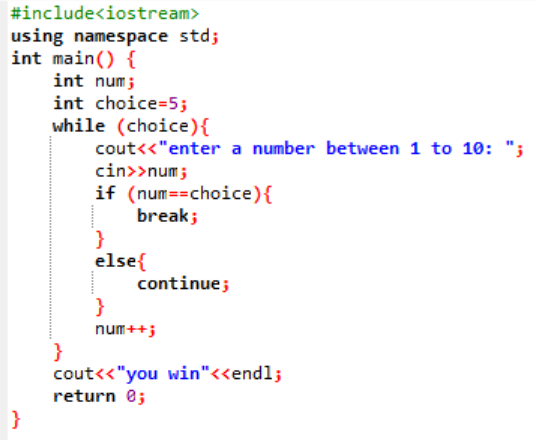 #include<iostream>
using namespace std;
int main() {
    int num;
    int choice=5;
    while (choice){
        cout<<"enter a number between 1 to 10: ";
        cin>>num;
        if (num==choice){
            break;
        }
        else{
            continue;
        }
        num++;
    }
    cout<<"you win"<<endl;
    return 0;
}